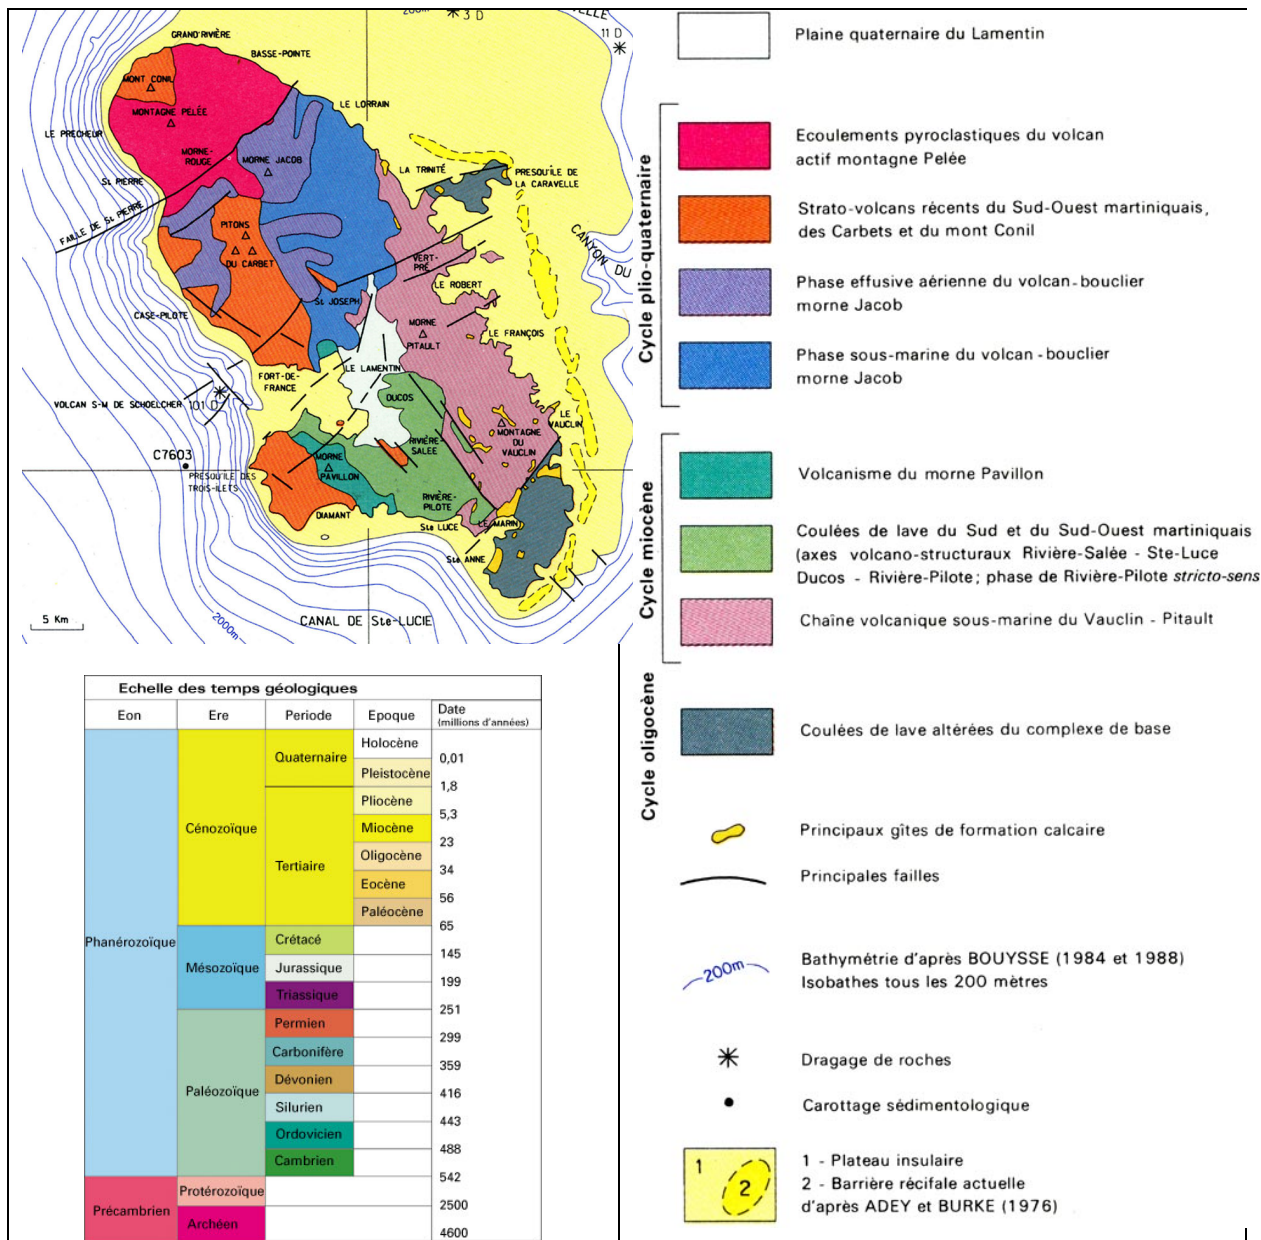 3 D
11 D
GRAND-RIVIÈRE
BASSE-POINTE
MONT CONIL
MONTAGNE PELÉE
LE LORRAIN
LE PRECHEUR
MORNE-
ROUGE
MORNE JACOB
LA TRINITÉ
PRESQU'ÎLE DE
LA CARAVELLE
St PIERRE
FAILLE DE St PIERRE
PITONS
DU CARBET
CANYON DU
VERT-
PRÉ
LE ROBERT
St JOSEPH
CASE-PILOTE
MORNE
PITAULT
LE FRANÇOIS
LE LAMENTIN
FORT-DE-
FRANCE
DUCOS
VOLCAN S-M DE SCHOELCHER
101 D
LE
VAUCLIN
MONTAGNE
DU
VAUCLIN
RIVIÈRE-
SALEE
C7603
MORNE
PAVILLON
PRESQU'ÎLE DES
TROIS-ILETS
RIVIÈRE-
PILOTE
DIAMANT
Ste LUCE
LE MARIN
Ste ANNE
5 Km
2000m
CANAL DE Ste-LUCIE
Plaine quaternaire du Lamentin
Cycle plio-quaternaire
Ecoulements pyroclastiques du volcan
actif montagne Pelée
Strato-volcans récents du Sud-Ouest martiniquais,
des Carbets et du mont Conil
Phase effusive aérienne du volcan-bouclier
morne Jacob
Phase sous-marine du volcan-bouclier
morne Jacob
Cycle miocène
Volcanisme du morne Pavillon
Coulées de lave du Sud et du Sud-Ouest martiniquais
(axes volcano-structuraux Rivière-Salée - Ste-Luce
Ducos - Rivière-Pilote; phase de Rivière-Pilote stricto-sens
Chaîne volcanique sous-marine du Vauclin - Pitault
Cycle oligocène
Coulées de lave altérées du complexe de base
Principaux gîtes de formation calcaire
Principales failles
200m
Bathymétrie d'après BOUYSSE (1984 et 1988)
Isobathes tous les 200 mètres
Dragage de roches
Carottage sédimentologique
1
2
1 - Plateau insulaire
2 - Barrière récifale actuelle
d'après ADEY et BURKE (1976)
Echelle des temps géologiques
Eon Ere Periode Epoque Date
(millions d'années)
Holocène
Quaternaire
0,01
Pleistocène
1,8
Pliocène
5,3
Cénozoïque
Miocène
23
Oligocène
Tertiaire
34
Eocène
56
Paléocène
65
Phanérozoïque
Crétacé
145
Mésozoïque
Jurassique
199
Triassique
251
Permien
299
Carbonifère
359
Paléozoïque
Dévonien
416
Silurien
443
Ordovicien
488
Cambrien
542
Précambrien
Protérozoïque
2500
Archéen
4600